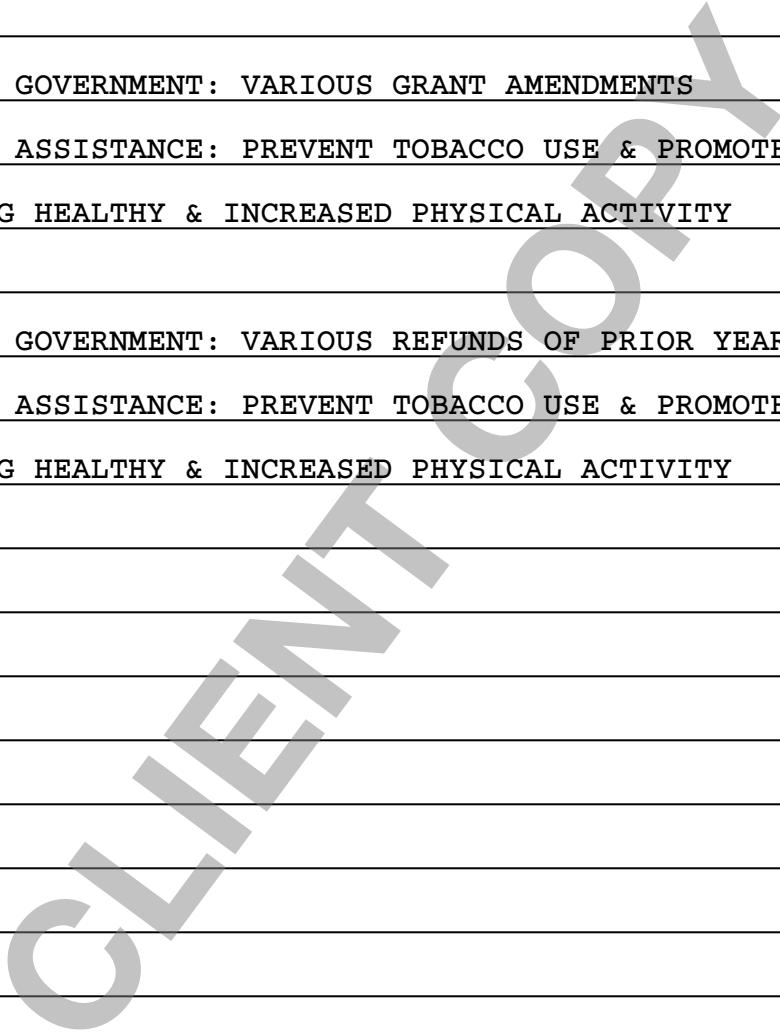 GOVERNMENT: VARIOUS GRANT AMENDMENTS
ASSISTANCE: PREVENT TOBACCO USE & PROMOTE
G HEALTHY & INCREASED PHYSICAL ACTIVITY
GOVERNMENT: VARIOUS REFUNDS OF PRIOR YEAR
ASSISTANCE: PREVENT TOBACCO USE & PROMOTE
G HEALTHY & INCREASED PHYSICAL ACTIVITY
CLIENT COPY